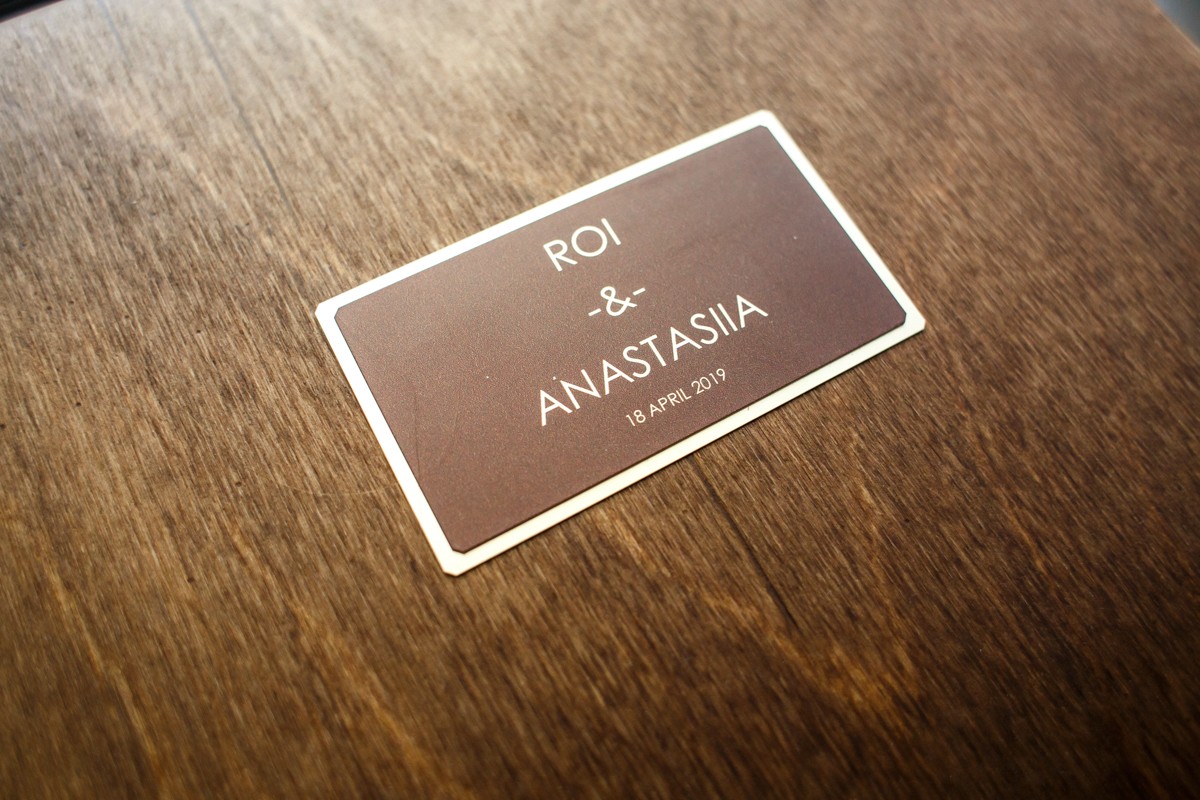 ROI
-&-
ANASTASIIA
18 APRIL 2019